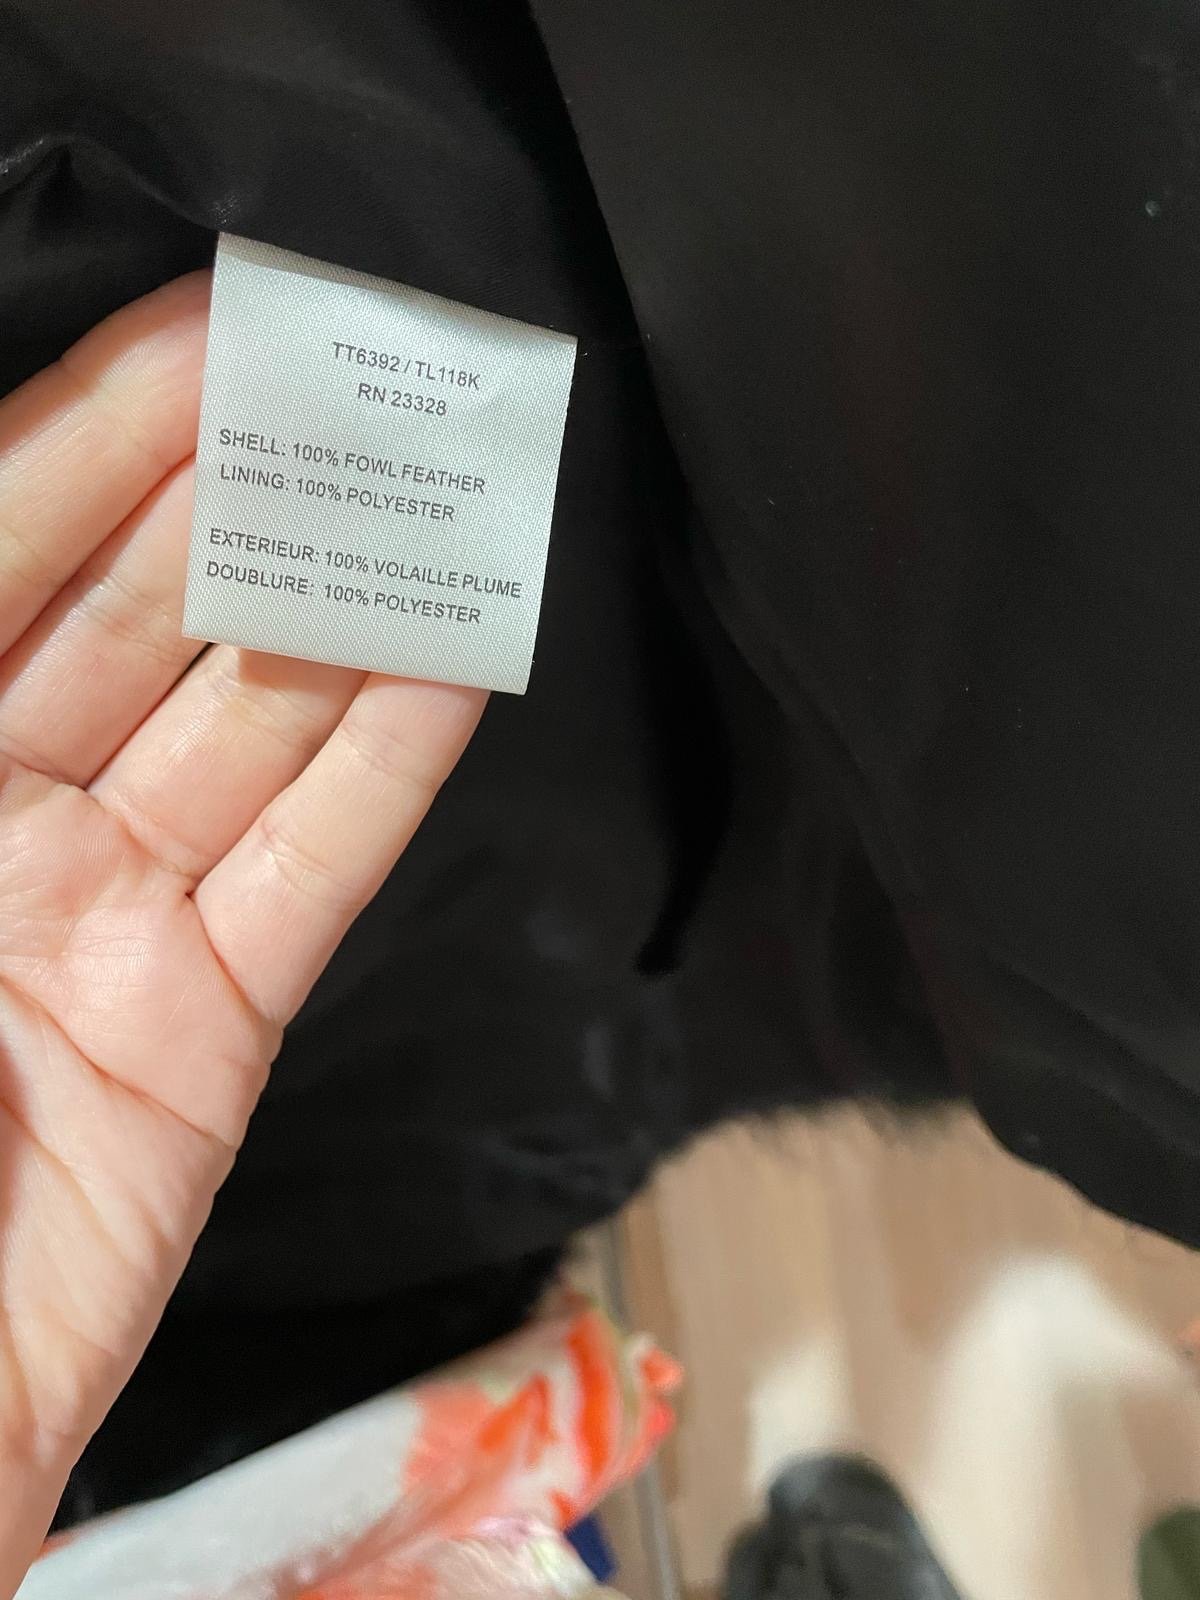 TT6392 / TL118K
RN 23328
SHELL: 100% FOWL FEATHER
LINING: 100% POLYESTER
EXTERIEUR: 100% VOLAILLE PLUME
DOUBLURE: 100% POLYESTER